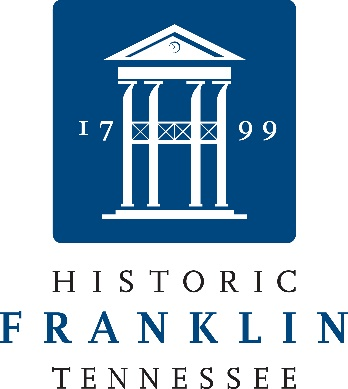 17 99
HISTORIC
FRANKLIN
TENNESSEE